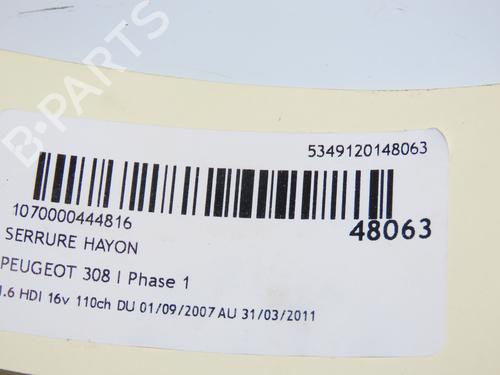 B-PARTS
5349120148063
1070000444816
48063
SERRURE HAYON
PEUGEOT 308 I Phase 1
1.6 HDI 16v 110ch DU 01/09/2007 AU 31/03/2011